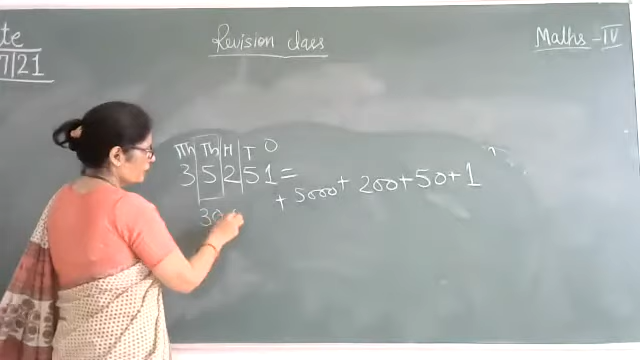 te
7/21
Revision class
Maths - IV
TTh Th H T O
3 5 2 5 1 =
+ 5000 + 200 + 50 + 1
30